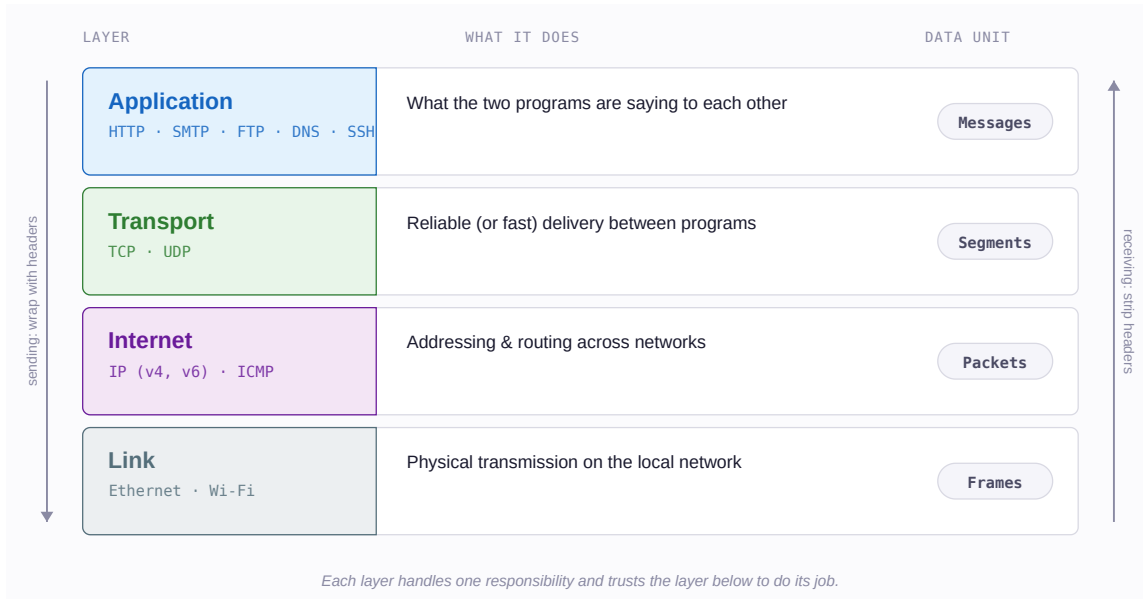 LAYER
WHAT IT DOES
DATA UNIT
Application
HTTP · SMTP · FTP · DNS · SSH
What the two programs are saying to each other
Messages
Transport
TCP · UDP
Reliable (or fast) delivery between programs
Segments
Internet
IP (v4, v6) · ICMP
Addressing & routing across networks
Packets
Link
Ethernet · Wi-Fi
Physical transmission on the local network
Frames
sending: wrap with headers
receiving: strip headers
Each layer handles one responsibility and trusts the layer below to do its job.